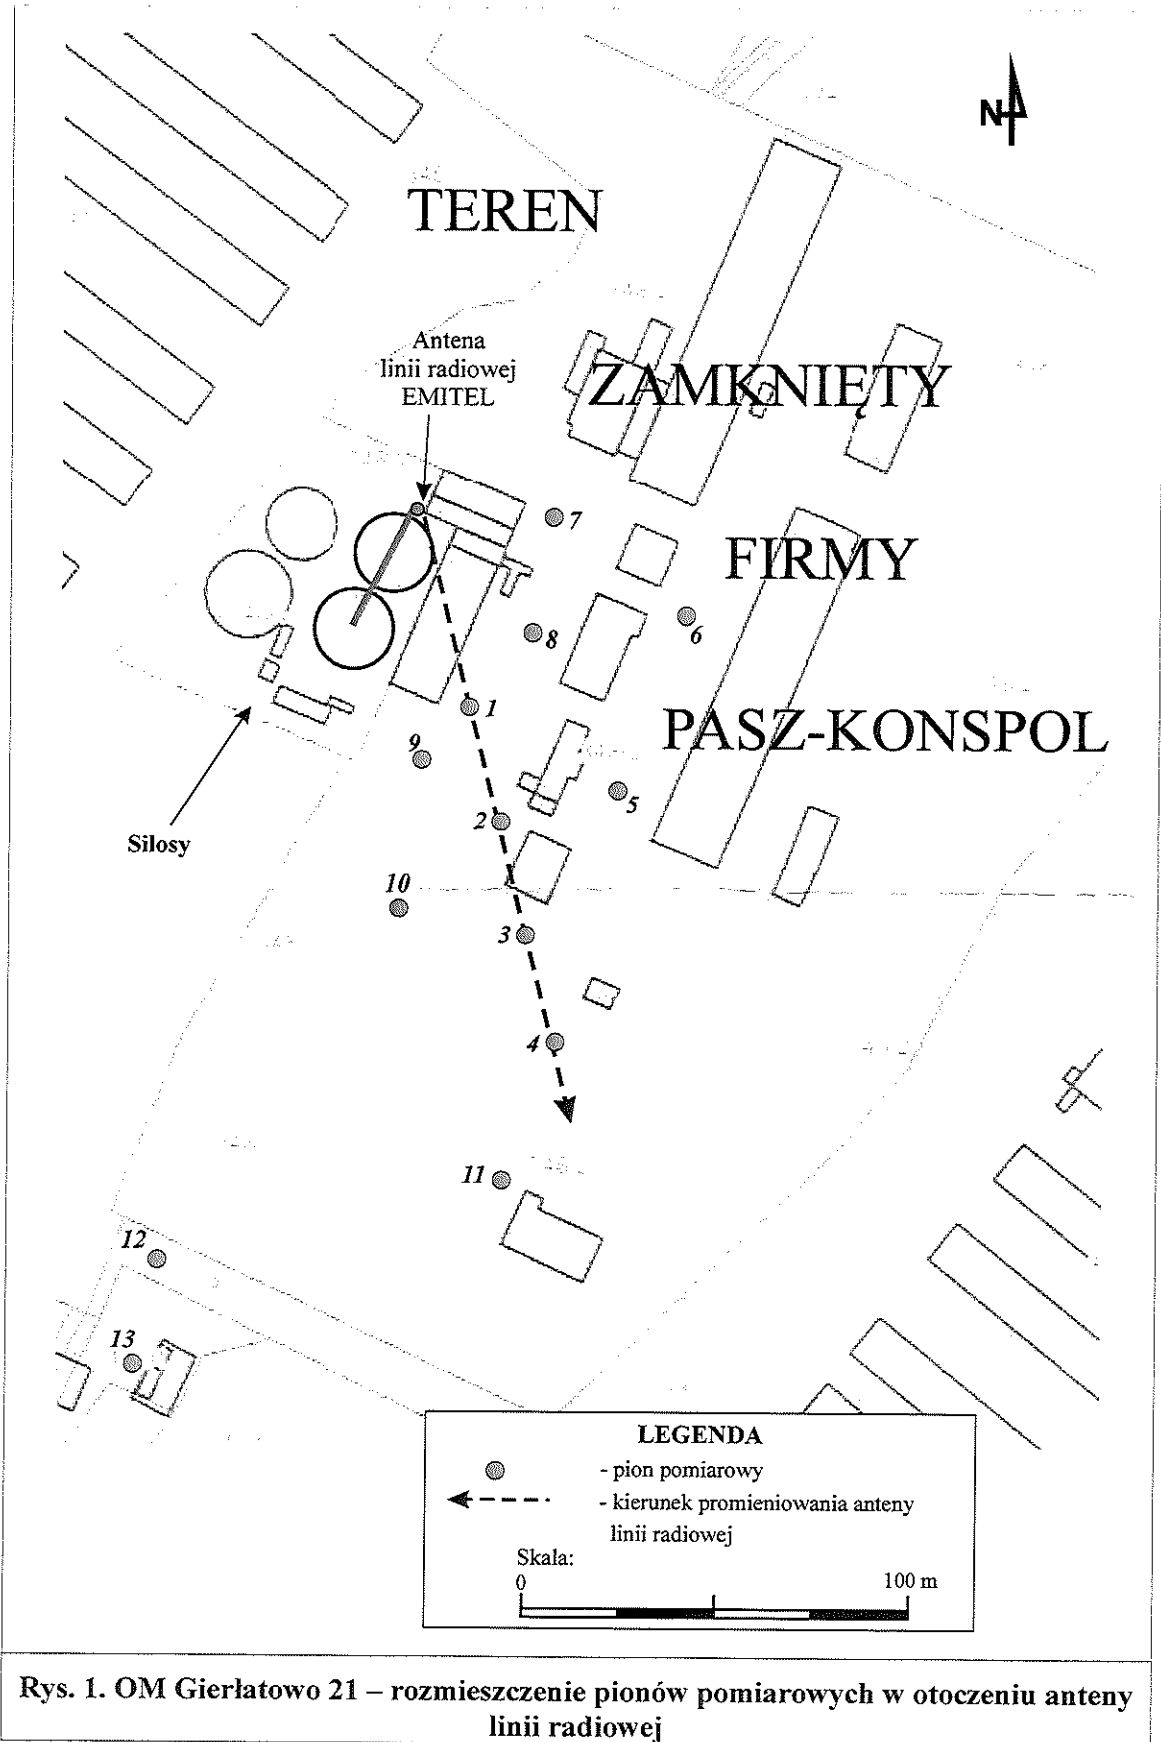 N
TEREN
Antena
linii radiowej
EMITEL
ZAMKNIĘTY
7
FIRMY
6
8
1
PASZ-KONSPOL
9
5
2
Silosy
10
3
4
11
12
13
LEGENDA
- pion pomiarowy
- kierunek promieniowania anteny
linii radiowej
Skala:
0
100 m
Rys. 1. OM Gierłatowo 21 – rozmieszczenie pionów pomiarowych w otoczeniu anteny
linii radiowej